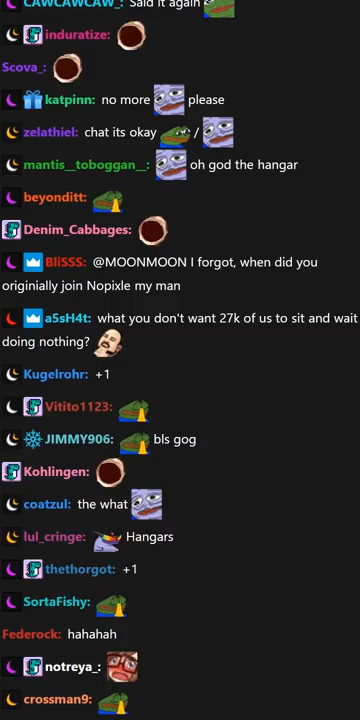 CAWCAWCAW_: Said it again
induratize:
Scova_:
katpinn: no more please
zelathiel: chat its okay /
mantis__toboggan__: oh god the hangar
beyonditt:
Denim_Cabbages:
BliSSS: @MOONMOON I forgot, when did you
originially join Nopixle my man
a5sH4t: what you don't want 27k of us to sit and wait
doing nothing?
Kugelrohr: +1
Vitito1123:
JIMMY906: bls gog
Kohlingen:
coatzul: the what
lul_cringe: Hangars
thethorgot: +1
SortaFishy:
Federock: hahahah
notreya_:
crossman9: